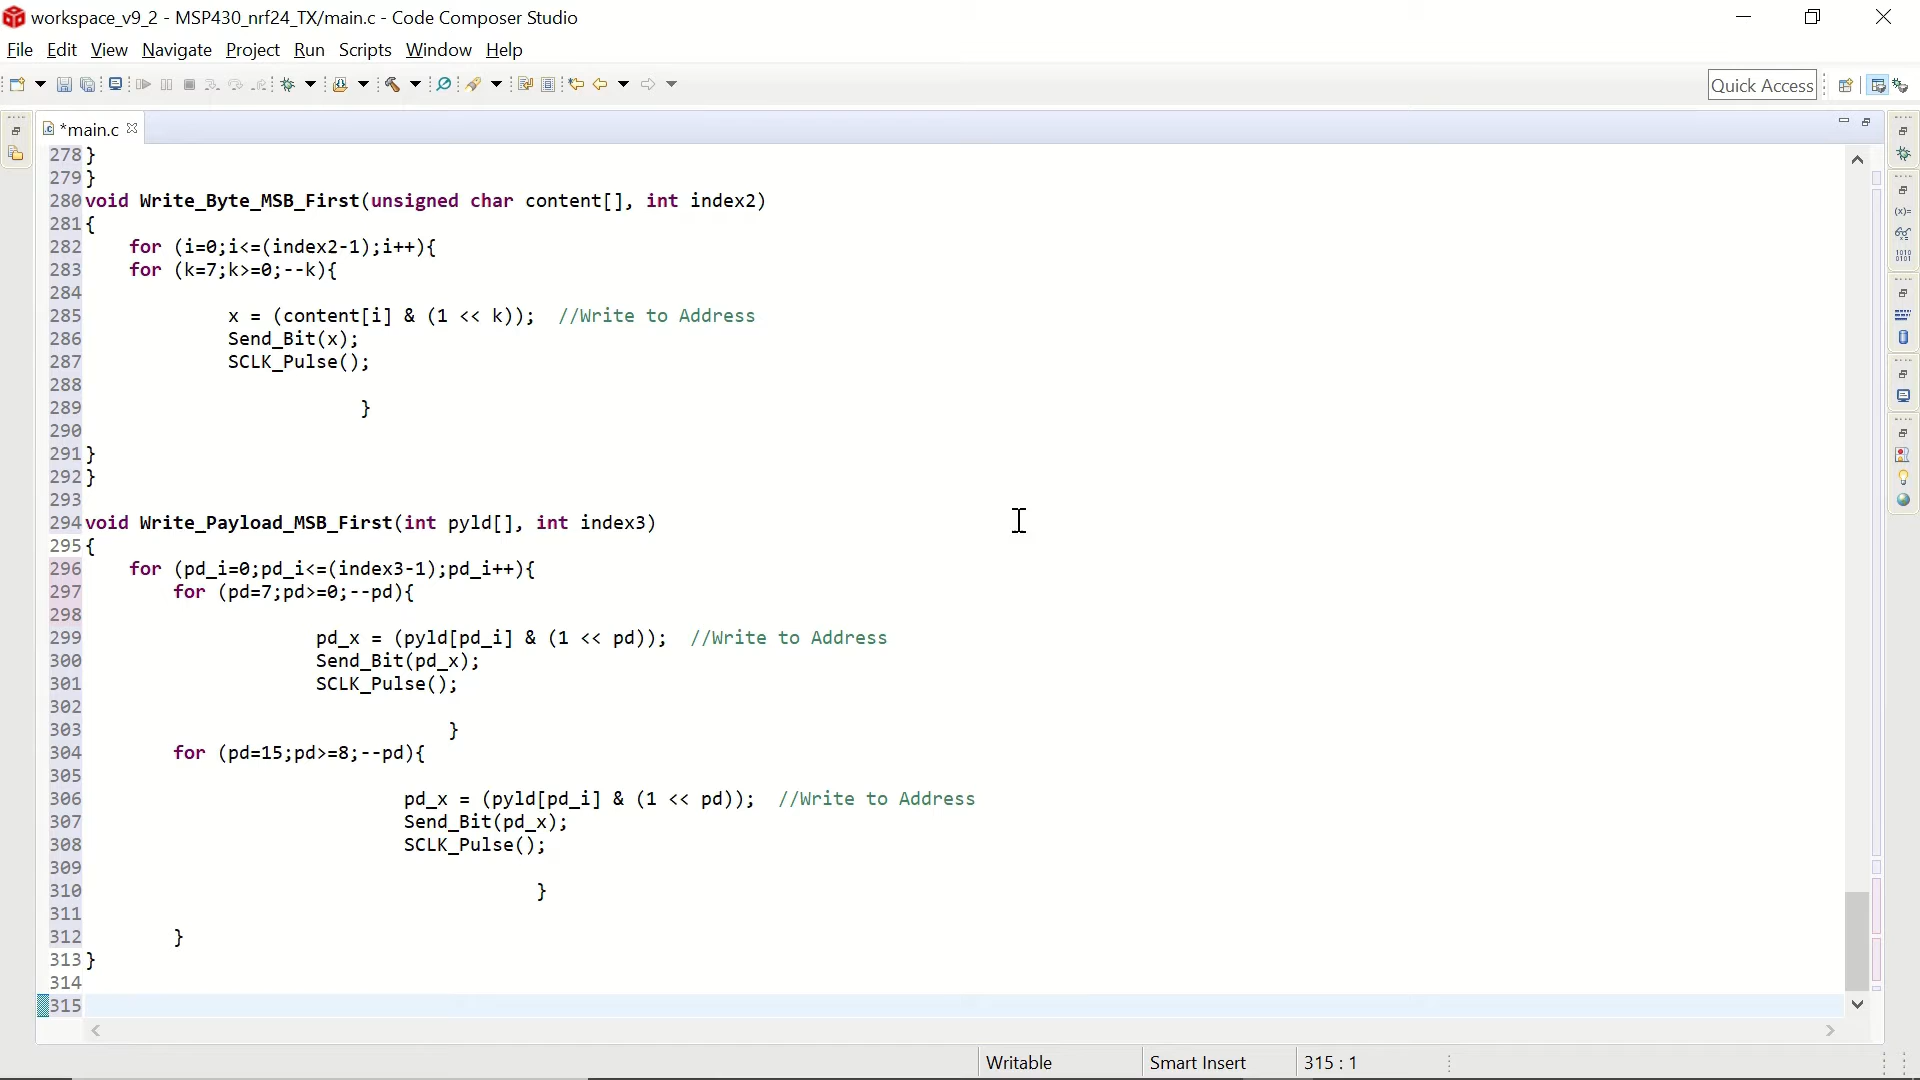 workspace_v9_2 - MSP430_nrf24_TX/main.c - Code Composer Studio
File Edit View Navigate Project Run Scripts Window Help
Quick Access
*main.c
278 }
279 }
280 void Write_Byte_MSB_First(unsigned char content[], int index2)
281 {
282     for (i=0;i<=(index2-1);i++){
283     for (k=7;k>=0;--k){
284
285              x = (content[i] & (1 << k));  //Write to Address
286              Send_Bit(x);
287              SCLK_Pulse();
288
289                          }
290
291 }
292 }
293
294 void Write_Payload_MSB_First(int pyld[], int index3)
295 {
296     for (pd_i=0;pd_i<=(index3-1);pd_i++){
297         for (pd=7;pd>=0;--pd){
298
299                      pd_x = (pyld[pd_i] & (1 << pd));  //Write to Address
300                      Send_Bit(pd_x);
301                      SCLK_Pulse();
302
303                                  }
304         for (pd=15;pd>=8;--pd){
305
306                              pd_x = (pyld[pd_i] & (1 << pd));  //Write to Address
307                              Send_Bit(pd_x);
308                              SCLK_Pulse();
309
310                                          }
311
312         }
313 }
314
315
Writable Smart Insert 315 : 1